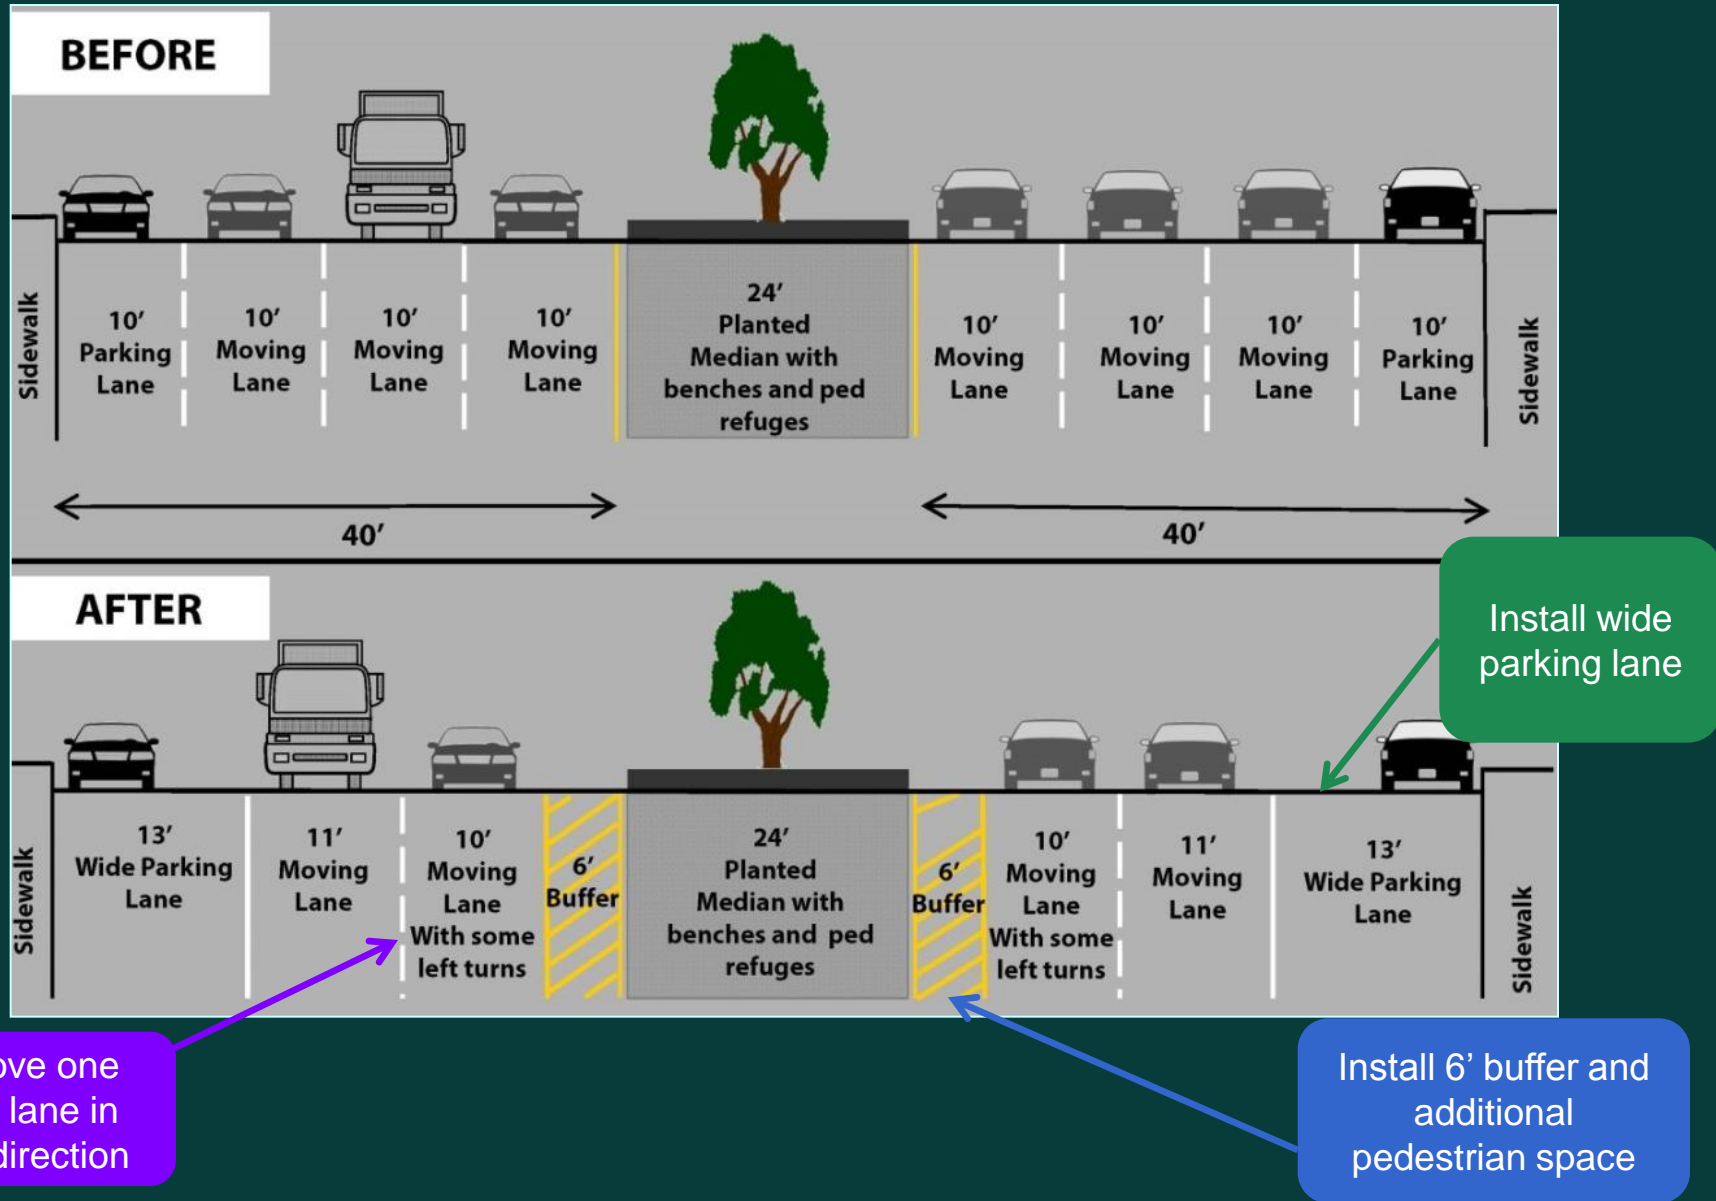 BEFORE
Sidewalk
10′
Parking
Lane
10′
Moving
Lane
10′
Moving
Lane
10′
Moving
Lane
24′
Planted
Median with
benches and ped
refuges
10′
Moving
Lane
10′
Moving
Lane
10′
Moving
Lane
10′
Parking
Lane
Sidewalk
40′
40′
AFTER
Install wide
parking lane
Sidewalk
13′
Wide Parking
Lane
11′
Moving
Lane
10′
Moving
Lane
With some
left turns
6′
Buffer
24′
Planted
Median with
benches and ped
refuges
6′
Buffer
10′
Moving
Lane
With some
left turns
11′
Moving
Lane
13′
Wide Parking
Lane
Sidewalk
one
lane in
direction
Install 6’ buffer and
additional
pedestrian space